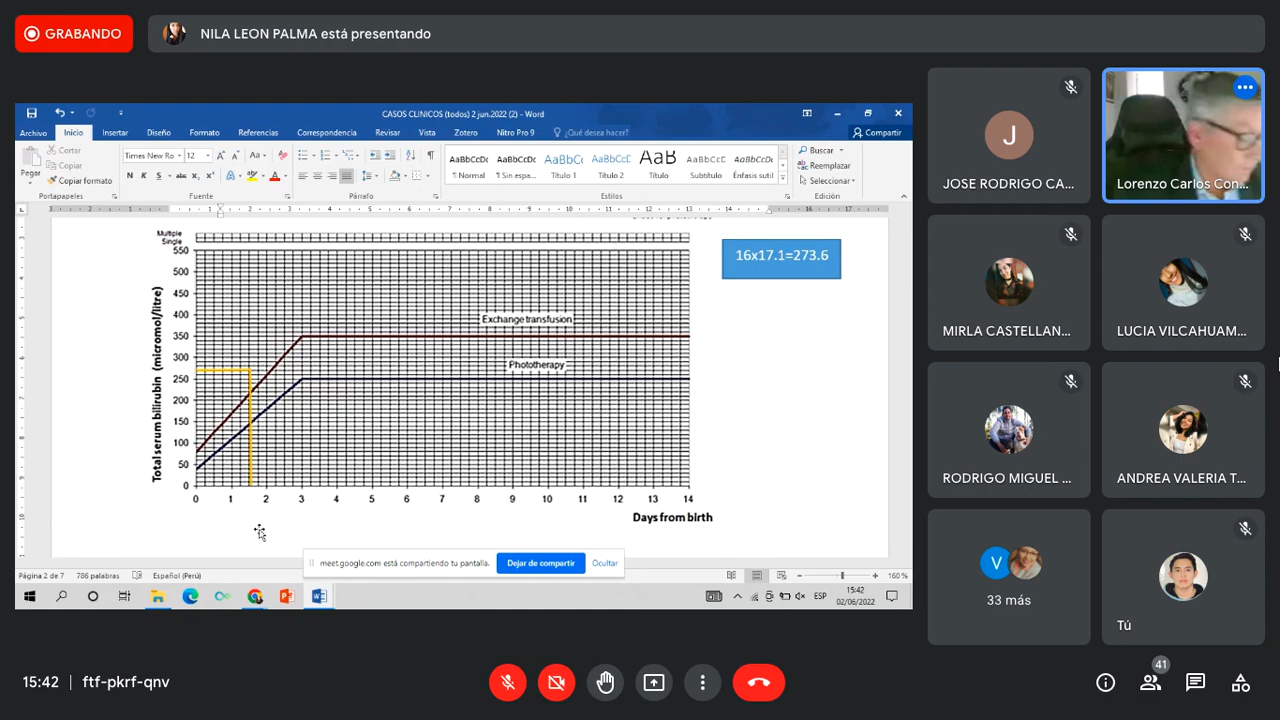 GRABANDO
NILA LEON PALMA está presentando
CASOS CLINICOS (todos) 2 jun.2022 (2) - Word
Archivo Inicio Insertar Diseño Formato Referencias Correspondencia Revisar Vista Zotero Nitro Pro 9 ¿Qué desea hacer? Compartir
Pegar
Cortar
Copiar
Copiar formato
Portapapeles
Times New Ro 12
Fuente
Párrafo
AaBbCcDc AaBbCcDc AaBbCc AaBbCcC AaB AaBbCcC AaBbCcDc
¶ Normal ¶ Sin espa... Título 1 Título 2 Título Subtítulo Énfasis sutil
Estilos
Buscar
Reemplazar
Seleccionar
Edición
Multiple
Single
550
500
450
400
350
300
250
200
150
100
50
0
Total serum bilirubin (micromol/litre)
Exchange transfusion
Phototherapy
0 1 2 3 4 5 6 7 8 9 10 11 12 13 14
Days from birth
16x17.1=273.6
meet.google.com está compartiendo tu pantalla. Dejar de compartir Ocultar
Página 2 de 7 786 palabras Español (Perú) 160 %
ESP 15:42
02/06/2022
J
JOSE RODRIGO CA...
Lorenzo Carlos Con...
MIRLA CASTELLAN...
LUCIA VILCAHUAM...
RODRIGO MIGUEL ...
ANDREA VALERIA T...
V
33 más
Tú
15:42 | ftf-pkrf-qnv
41